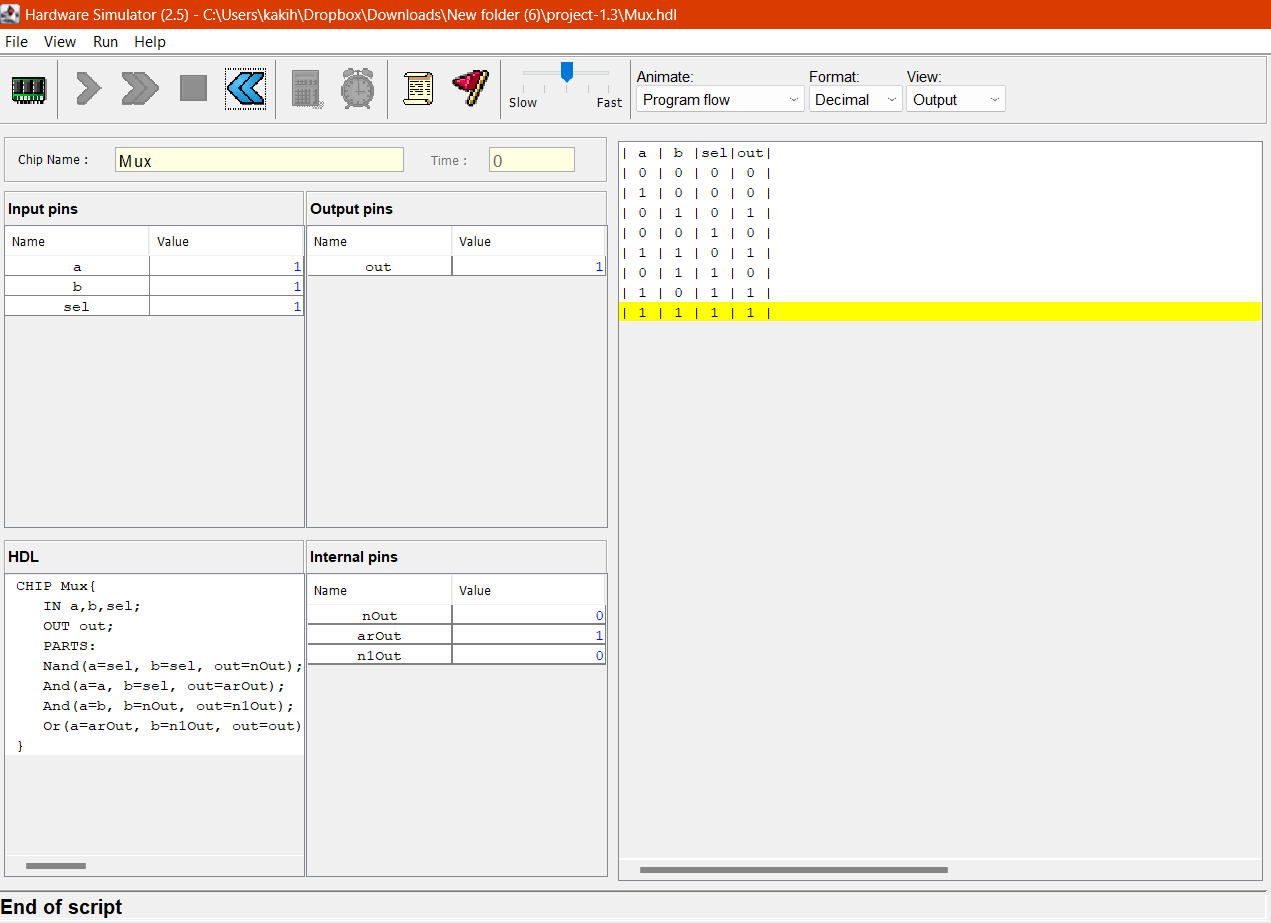 Hardware Simulator (2.5) - C:\Users\kakih\Dropbox\Downloads\New folder (6)\project-1.3\Mux.hdl
File View Run Help
Slow Fast
Animate: Format: View:
Program flow Decimal Output
Chip Name : Mux Time : 0
Input pins
Name Value
a 1
b 1
sel 1
Output pins
Name Value
out 1
HDL
CHIP Mux{
IN a,b,sel;
OUT out;
PARTS:
Nand(a=sel, b=sel, out=nOut);
And(a=a, b=sel, out=arOut);
And(a=b, b=nOut, out=n1Out);
Or(a=arOut, b=n1Out, out=out)
}
Internal pins
Name Value
nOut 0
arOut 1
n1Out 0
| a | b |sel|out|
| 0 | 0 | 0 | 0 |
| 1 | 0 | 0 | 0 |
| 0 | 1 | 0 | 1 |
| 0 | 0 | 1 | 0 |
| 1 | 1 | 0 | 1 |
| 0 | 1 | 1 | 0 |
| 1 | 0 | 1 | 1 |
| 1 | 1 | 1 | 1 |
End of script